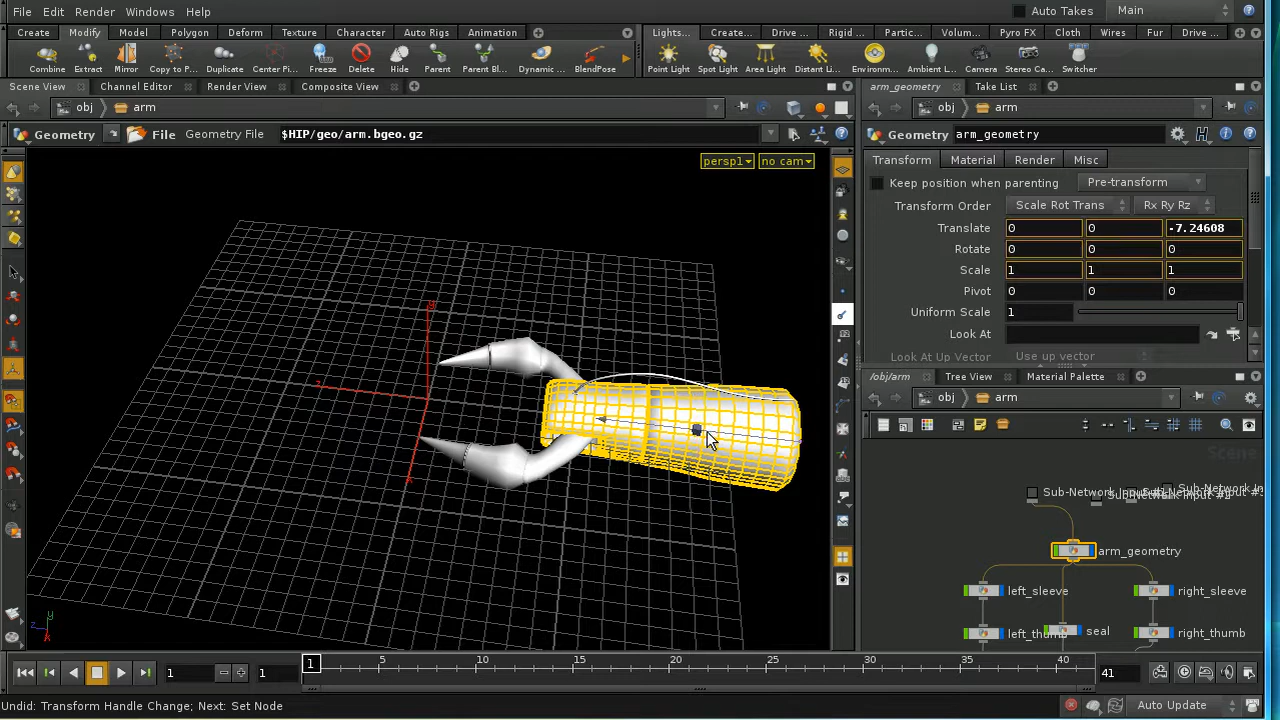 File Edit Render Windows Help Auto Takes Main
Create Modify Model Polygon Deform Texture Character Auto Rigs Animation Lights... Create... Drive ... Rigid ... Partic... Volum... Pyro FX Cloth Wires Fur Drive ...
Combine Extract Mirror Copy to P... Duplicate Center Pi... Freeze Delete Hide Parent Parent Bl... Dynamic ... BlendPose Point Light Spot Light Area Light Distant Li... Environm... Ambient L... Camera Stereo Ca... Switcher
Scene View Channel Editor Render View Composite View arm_geometry Take List
obj arm obj arm
Geometry File Geometry File $HIP/geo/arm.bgeo.gz Geometry arm_geometry
persp1 no cam
Transform Material Render Misc
Keep position when parenting Pre-transform
Transform Order Scale Rot Trans Rx Ry Rz
Translate 0 0 -7.24608
Rotate 0 0 0
Scale 1 1 1
Pivot 0 0 0
Uniform Scale 1
Look At
Look At Up Vector Use up vector
/obj/arm Tree View Material Palette
obj arm
Scene
Sub-Network
arm_geometry
left_sleeve right_sleeve
left_thumb seal right_thumb
y
z
x
y
z
x
1 1 1 5 10 15 20 25 30 35 40 41
Undid: Transform Handle Change; Next: Set Node Auto Update